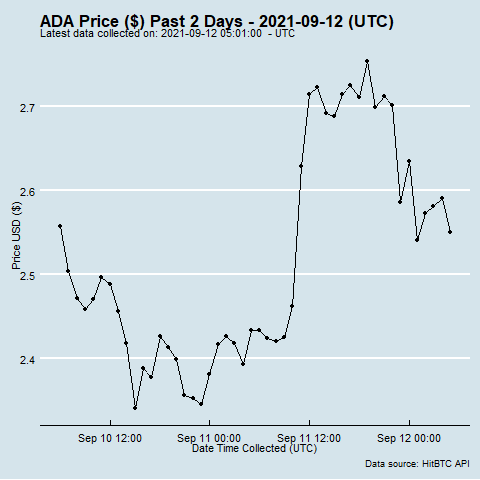 ADA Price ($) Past 2 Days - 2021-09-12 (UTC)
Latest data collected on: 2021-09-12 05:01:00  - UTC
2.7
2.6
2.5
2.4
Price USD ($)
Sep 10 12:00 Sep 11 00:00 Sep 11 12:00 Sep 12 00:00
Date Time Collected (UTC)
Data source: HitBTC API